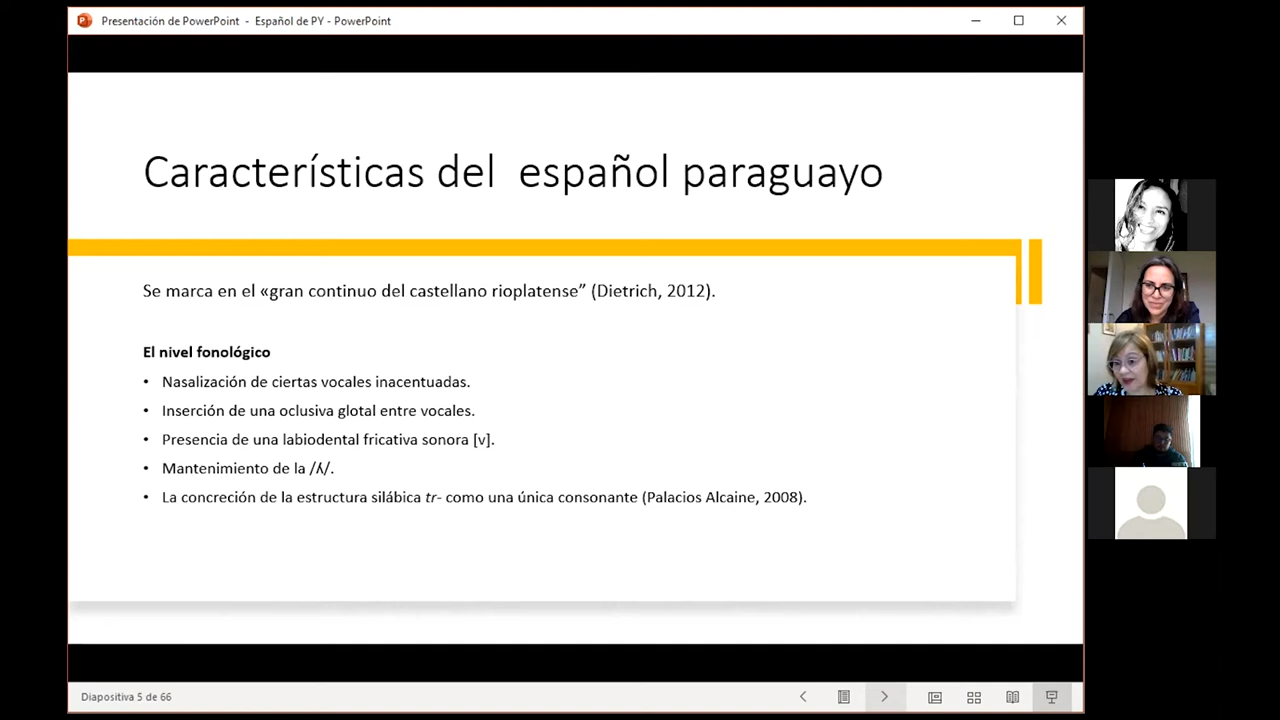 Presentación de PowerPoint - Español de PY - PowerPoint
Características del español paraguayo
Se marca en el «gran continuo del castellano rioplatense” (Dietrich, 2012).
El nivel fonológico
• Nasalización de ciertas vocales inacentuadas.
• Inserción de una oclusiva glotal entre vocales.
• Presencia de una labiodental fricativa sonora [v].
• Mantenimiento de la /ʎ/.
• La concreción de la estructura silábica tr- como una única consonante (Palacios Alcaine, 2008).
Diapositiva 5 de 66